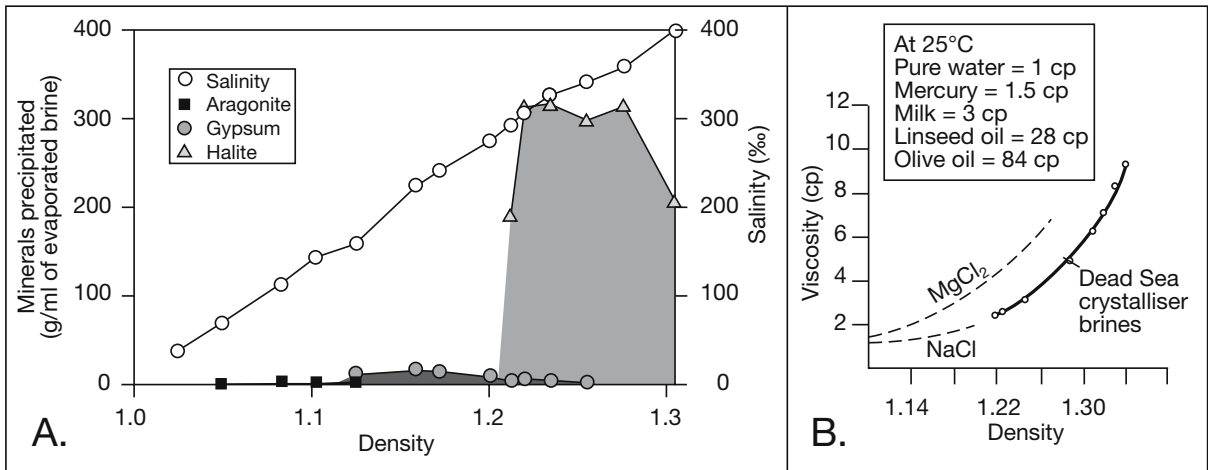 400
300
200
100
0
Minerals precipitated
(g/ml of evaporated brine)
Salinity
Aragonite
Gypsum
Halite
400
300
200
100
0
Salinity (‰)
1.0
1.1
1.2
1.3
Density
A.
At 25°C
Pure water = 1 cp
Mercury = 1.5 cp
Milk = 3 cp
Linseed oil = 28 cp
Olive oil = 84 cp
12
10
8
6
4
2
Viscosity (cp)
MgCl₂
NaCl
Dead Sea
crystalliser
brines
1.14
1.22
1.30
Density
B.